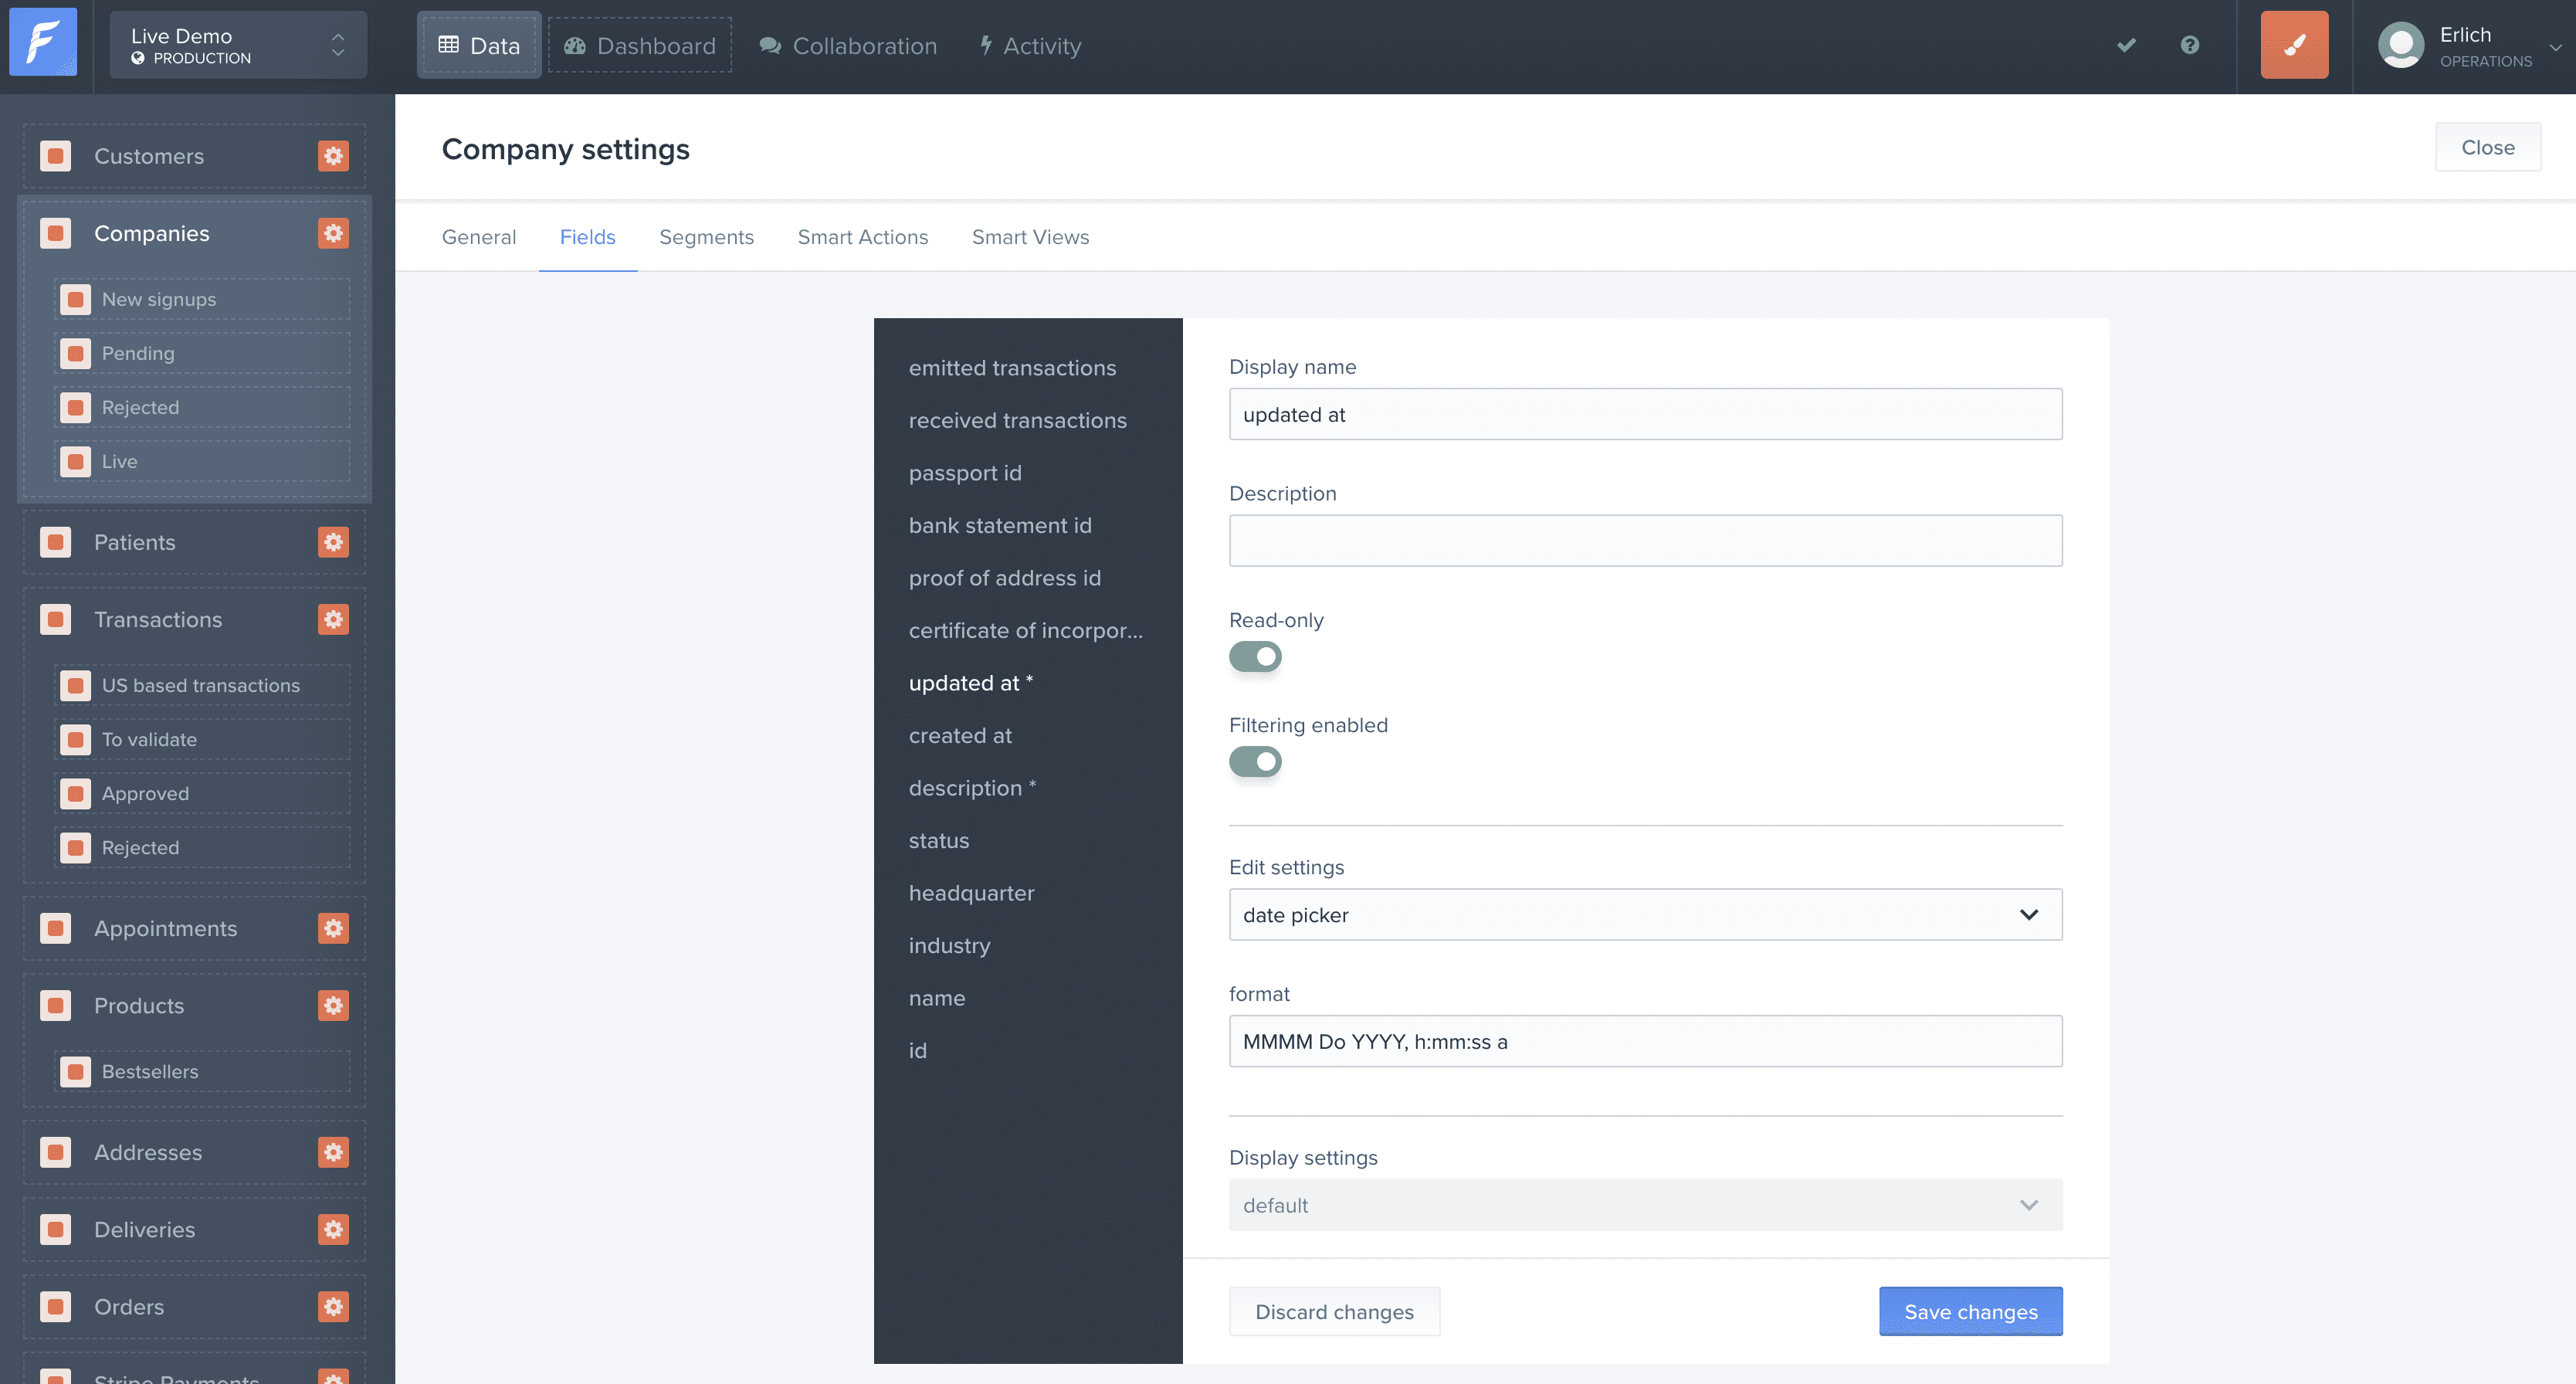 Live Demo
PRODUCTION
Data
Dashboard
Collaboration
Activity
Erlich
OPERATIONS
Customers
Companies
New signups
Pending
Rejected
Live
Patients
Transactions
US based transactions
To validate
Approved
Rejected
Appointments
Products
Bestsellers
Addresses
Deliveries
Orders
Stripe Payments
Company settings
Close
General
Fields
Segments
Smart Actions
Smart Views
emitted transactions
received transactions
passport id
bank statement id
proof of address id
certificate of incorpor...
updated at *
created at
description *
status
headquarter
industry
name
id
Display name
updated at
Description
Read-only
Filtering enabled
Edit settings
date picker
format
MMMM Do YYYY, h:mm:ss a
Display settings
default
Discard changes
Save changes